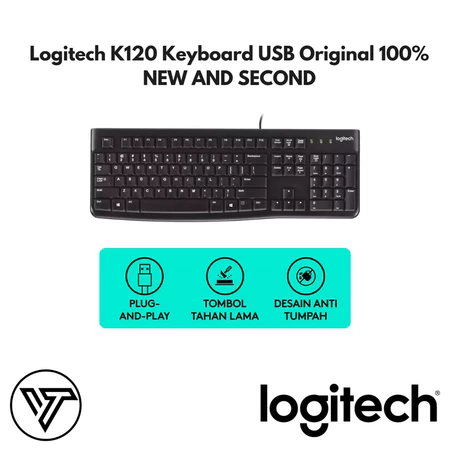 Logitech K120 Keyboard USB Original 100%
NEW AND SECOND
logitech
PLUG-
AND-PLAY
TOMBOL
TAHAN LAMA
DESAIN ANTI
TUMPAH
logitech®